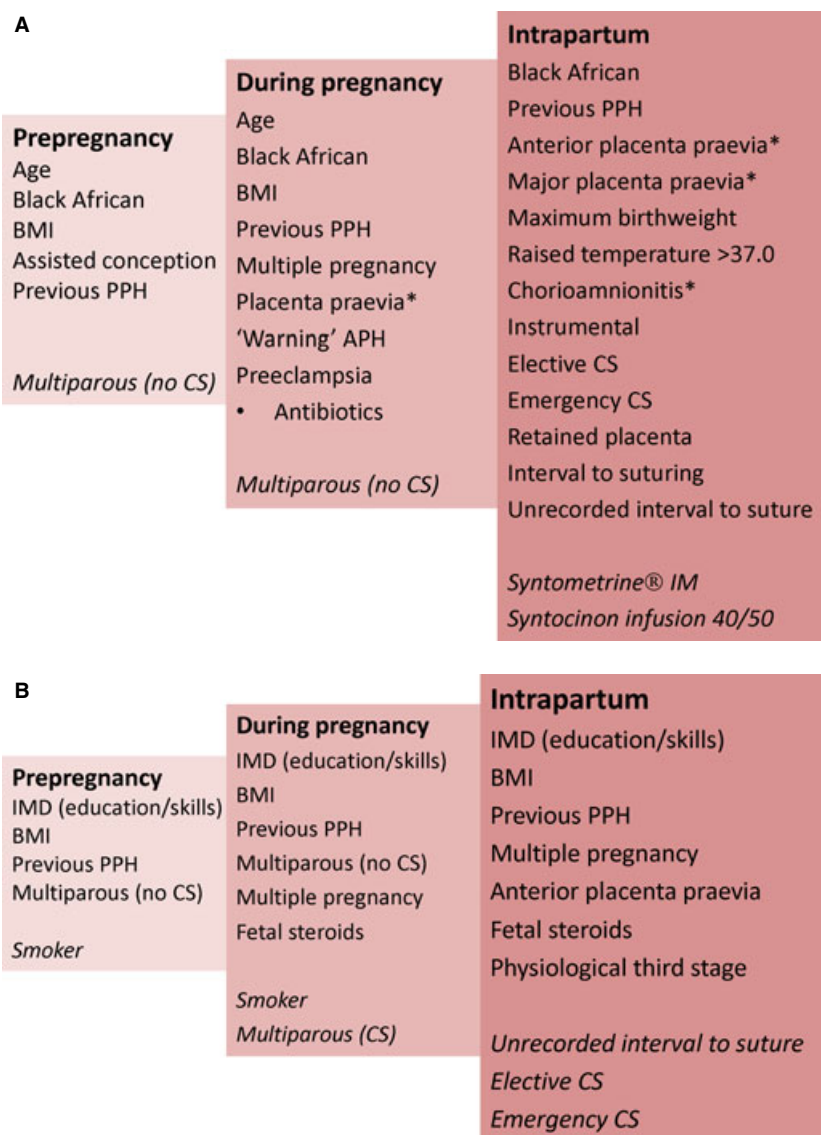 A
Prepregnancy
Age
Black African
BMI
Assisted conception
Previous PPH
Multiparous (no CS)
During pregnancy
Age
Black African
BMI
Previous PPH
Multiple pregnancy
Placenta praevia*
‘Warning’ APH
Preeclampsia
• Antibiotics
Multiparous (no CS)
Intrapartum
Black African
Previous PPH
Anterior placenta praevia*
Major placenta praevia*
Maximum birthweight
Raised temperature >37.0
Chorioamnionitis*
Instrumental
Elective CS
Emergency CS
Retained placenta
Interval to suturing
Unrecorded interval to suture
Syntometrine® IM
Syntocinon infusion 40/50
B
Prepregnancy
IMD (education/skills)
BMI
Previous PPH
Multiparous (no CS)
Smoker
During pregnancy
IMD (education/skills)
BMI
Previous PPH
Multiparous (no CS)
Multiple pregnancy
Fetal steroids
Smoker
Multiparous (CS)
Intrapartum
IMD (education/skills)
BMI
Previous PPH
Multiple pregnancy
Anterior placenta praevia
Fetal steroids
Physiological third stage
Unrecorded interval to suture
Elective CS
Emergency CS